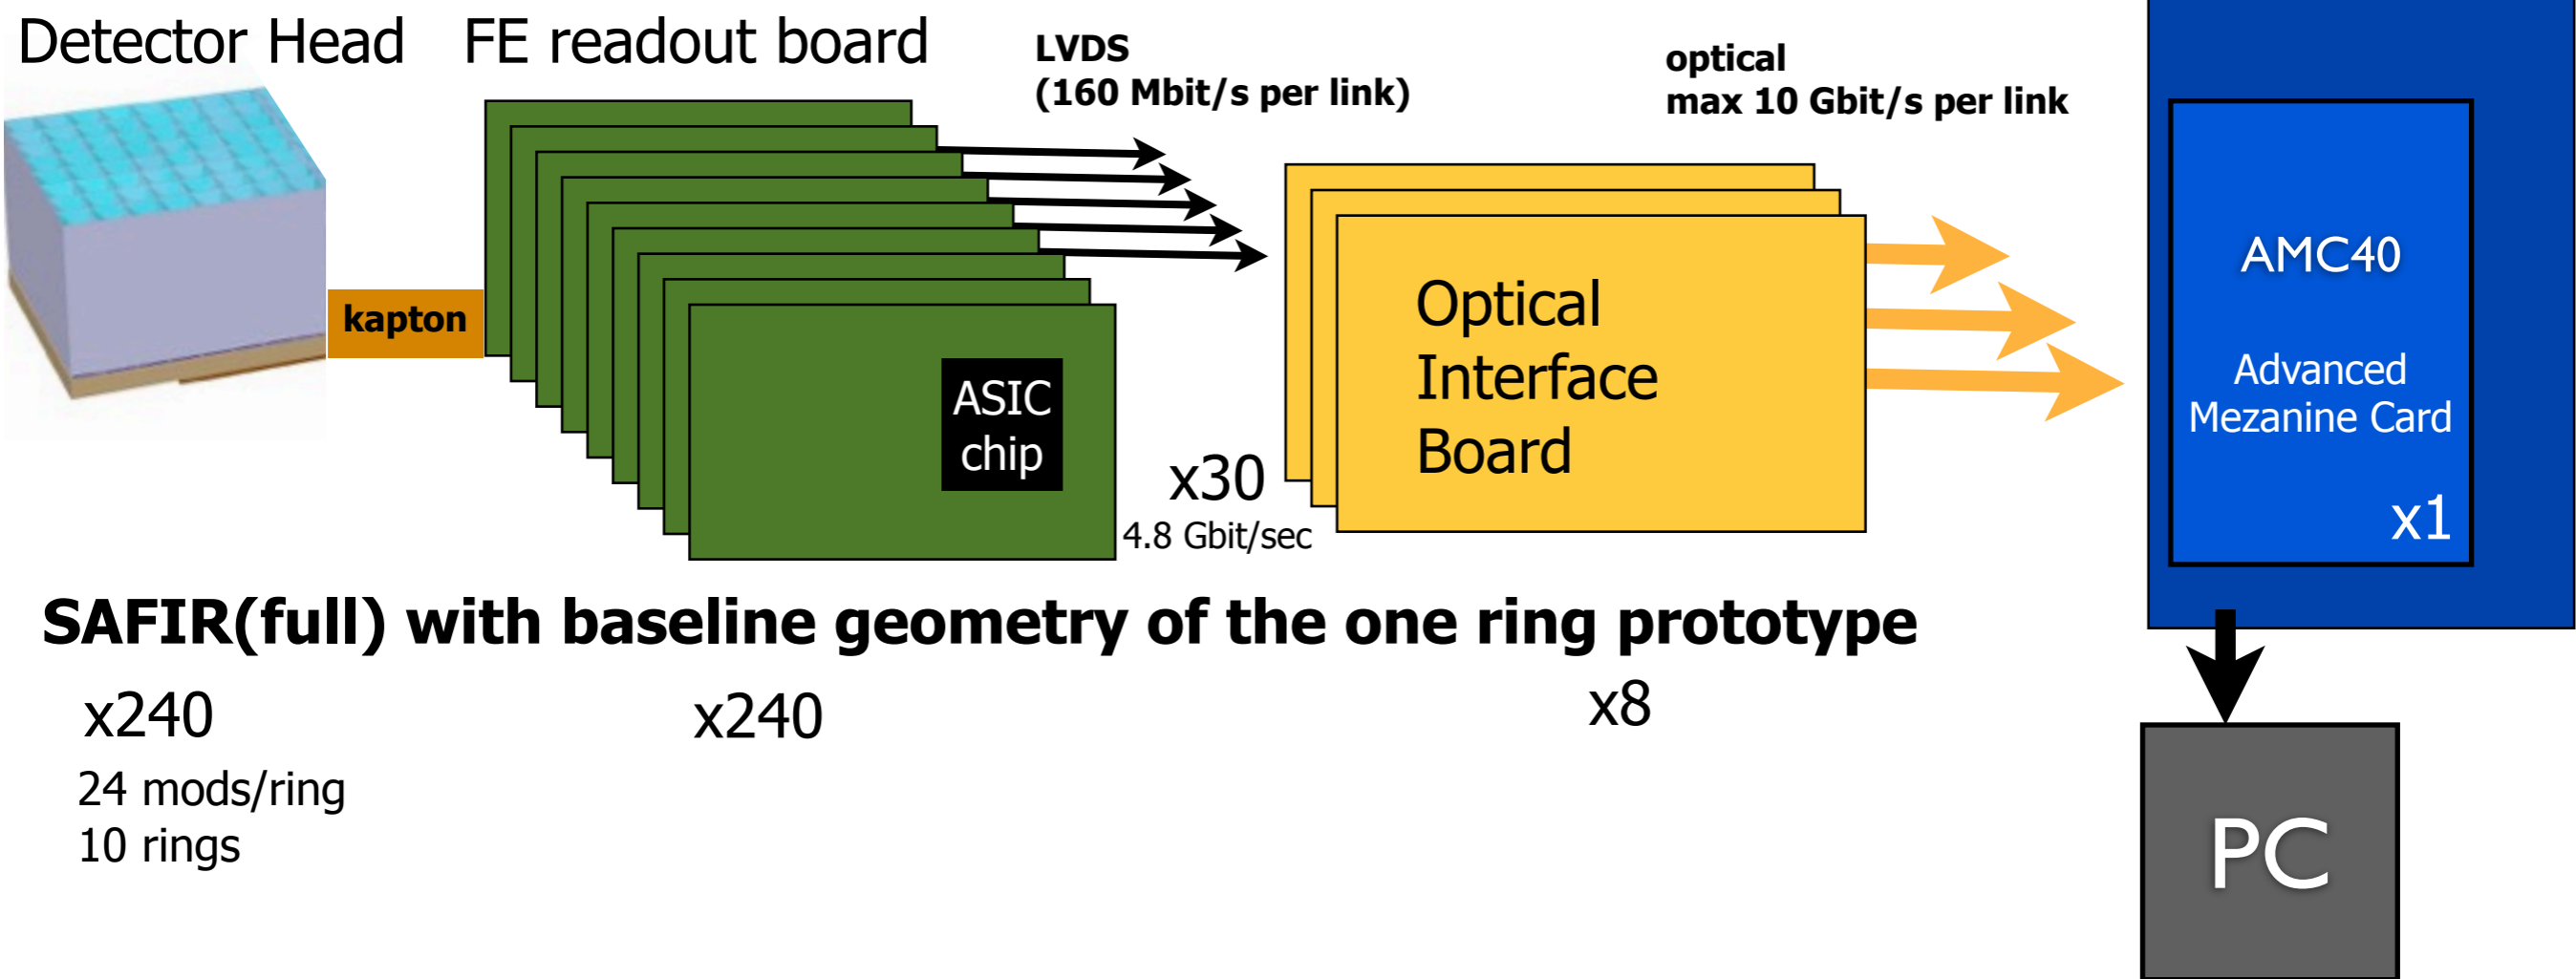 Detector Head
FE readout board
LVDS
(160 Mbit/s per link)
optical
max 10 Gbit/s per link
kapton
ASIC
chip
x30
4.8 Gbit/sec
Optical
Interface
Board
AMC40
Advanced
Mezanine Card
x1
SAFIR(full) with baseline geometry of the one ring prototype
x240
24 mods/ring
10 rings
x240
x8
PC